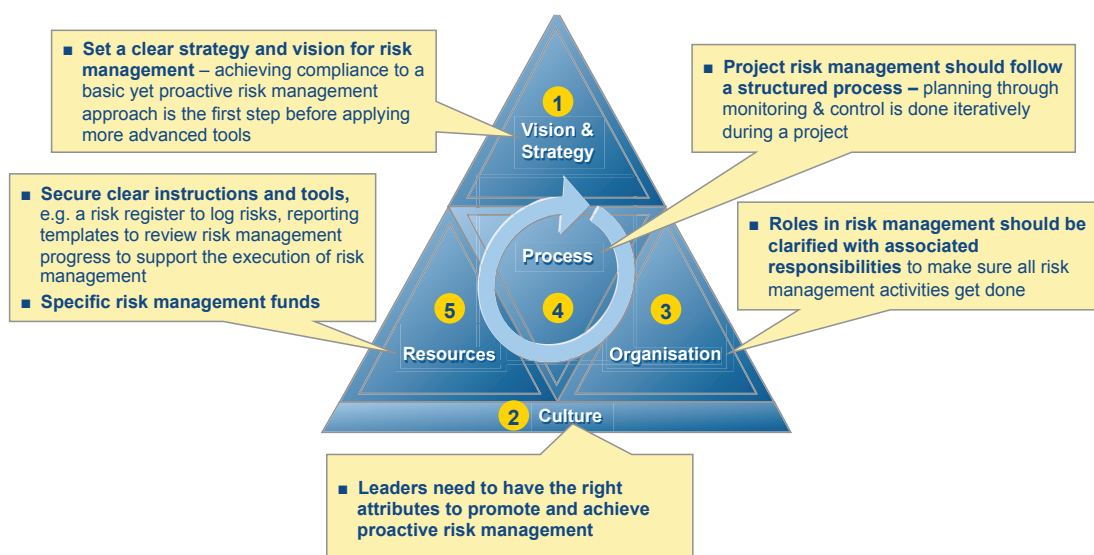 ■ Set a clear strategy and vision for risk
management – achieving compliance to a
basic yet proactive risk management
approach is the first step before applying
more advanced tools
■ Project risk management should follow
a structured process – planning through
monitoring & control is done iteratively
during a project
1
Vision &
Strategy
■ Secure clear instructions and tools,
e.g. a risk register to log risks, reporting
templates to review risk management
progress to support the execution of risk
management
■ Specific risk management funds
■ Roles in risk management should be
clarified with associated
responsibilities to make sure all risk
management activities get done
Process
5
4
3
Resources
Organisation
2 Culture
■ Leaders need to have the right
attributes to promote and achieve
proactive risk management